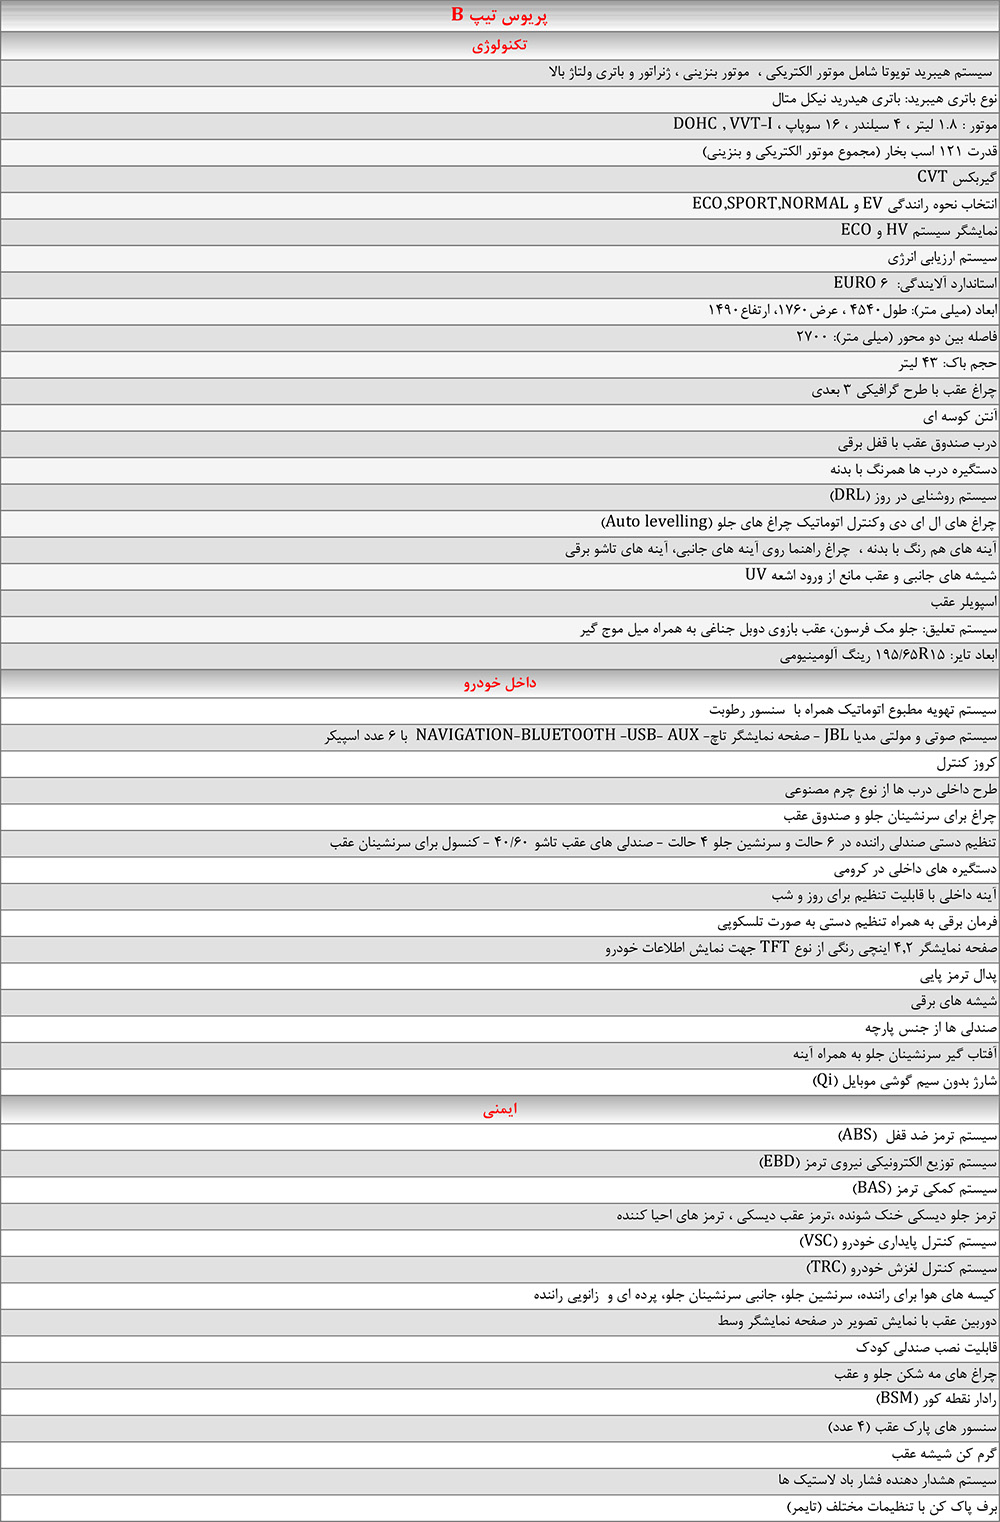 پریوس تیپ B
تکنولوژی
سیستم هیبرید تویوتا شامل موتور الکتریکی ، موتور بنزینی ، ژنراتور و باتری ولتاژ بالا
نوع باتری هیبرید: باتری هیدرید نیکل متال
موتور : ۱.۸ لیتر ، ۴ سیلندر ، ۱۶ سوپاپ ، DOHC , VVT-I
قدرت ۱۲۱ اسب بخار (مجموع موتور الکتریکی و بنزینی)
گیربکس CVT
انتخاب نحوه رانندگی EV و ECO,SPORT,NORMAL
نمایشگر سیستم HV و ECO
سیستم ارزیابی انرژی
استاندارد آلایندگی: EURO ۶
ابعاد (میلی متر): طول۴۵۴۰ ، عرض۱۷۶۰، ارتفاع۱۴۹۰
فاصله بین دو محور (میلی متر): ۲۷۰۰
حجم باک: ۴۳ لیتر
چراغ عقب با طرح گرافیکی ۳ بعدی
آنتن کوسه ای
درب صندوق عقب با قفل برقی
دستگیره درب ها همرنگ با بدنه
سیستم روشنایی در روز (DRL)
چراغ های ال ای دی وکنترل اتوماتیک چراغ های جلو (Auto levelling)
آینه های هم رنگ با بدنه ، چراغ راهنما روی آینه های جانبی، آینه های تاشو برقی
شیشه های جانبی و عقب مانع از ورود اشعه UV
اسپویلر عقب
سیستم تعلیق: جلو مک فرسون، عقب بازوی دوبل جناغی به همراه میل موج گیر
ابعاد تایر: ۱۹۵/۶۵R۱۵ رینگ آلومینیومی
داخل خودرو
سیستم تهویه مطبوع اتوماتیک همراه با سنسور رطوبت
سیستم صوتی و مولتی مدیا JBL - صفحه نمایشگر تاچ- NAVIGATION-BLUETOOTH -USB- AUX با ۶ عدد اسپیکر
کروز کنترل
طرح داخلی درب ها از نوع چرم مصنوعی
چراغ برای سرنشینان جلو و صندوق عقب
تنظیم دستی صندلی راننده در ۶ حالت و سرنشین جلو ۴ حالت - صندلی های عقب تاشو ۴۰/۶۰ - کنسول برای سرنشینان عقب
دستگیره های داخلی در کرومی
آینه داخلی با قابلیت تنظیم برای روز و شب
فرمان برقی به همراه تنظیم دستی به صورت تلسکوپی
صفحه نمایشگر ۴٫۲ اینچی رنگی از نوع TFT جهت نمایش اطلاعات خودرو
پدال ترمز پایی
شیشه های برقی
صندلی ها از جنس پارچه
آفتاب گیر سرنشینان جلو به همراه آینه
شارژ بدون سیم گوشی موبایل (Qi)
ایمنی
سیستم ترمز ضد قفل (ABS)
سیستم توزیع الکترونیکی نیروی ترمز (EBD)
سیستم کمکی ترمز (BAS)
ترمز جلو دیسکی خنک شونده ،ترمز عقب دیسکی ، ترمز های احیا کننده
سیستم کنترل پایداری خودرو (VSC)
سیستم کنترل لغزش خودرو (TRC)
کیسه های هوا برای راننده، سرنشین جلو، جانبی سرنشینان جلو، پرده ای و زانویی راننده
دوربین عقب با نمایش تصویر در صفحه نمایشگر وسط
قابلیت نصب صندلی کودک
چراغ های مه شکن جلو و عقب
رادار نقطه کور (BSM)
سنسور های پارک عقب (۴ عدد)
گرم کن شیشه عقب
سیستم هشدار دهنده فشار باد لاستیک ها
برف پاک کن با تنظیمات مختلف (تایمر)